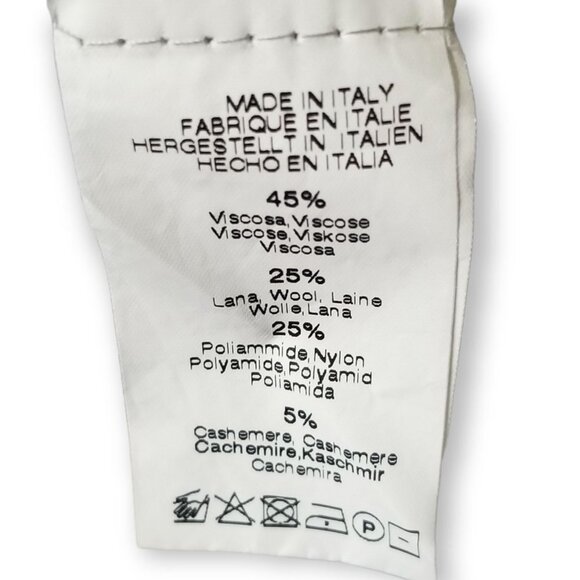 MADE IN ITALY
FABRIQUE EN ITALIE
HERGESTELLT IN ITALIEN
HECHO EN ITALIA
45%
Viscosa, Viscose
Viscose, Viskose
Viscosa
25%
Lana, Wool, Laine
Wolle, Lana
25%
Poliammide, Nylon
Polyamide, Polyamid
Poliamida
5%
Cashemere, Cashemere
Cachemire, Kaschmir
Cachemira
P